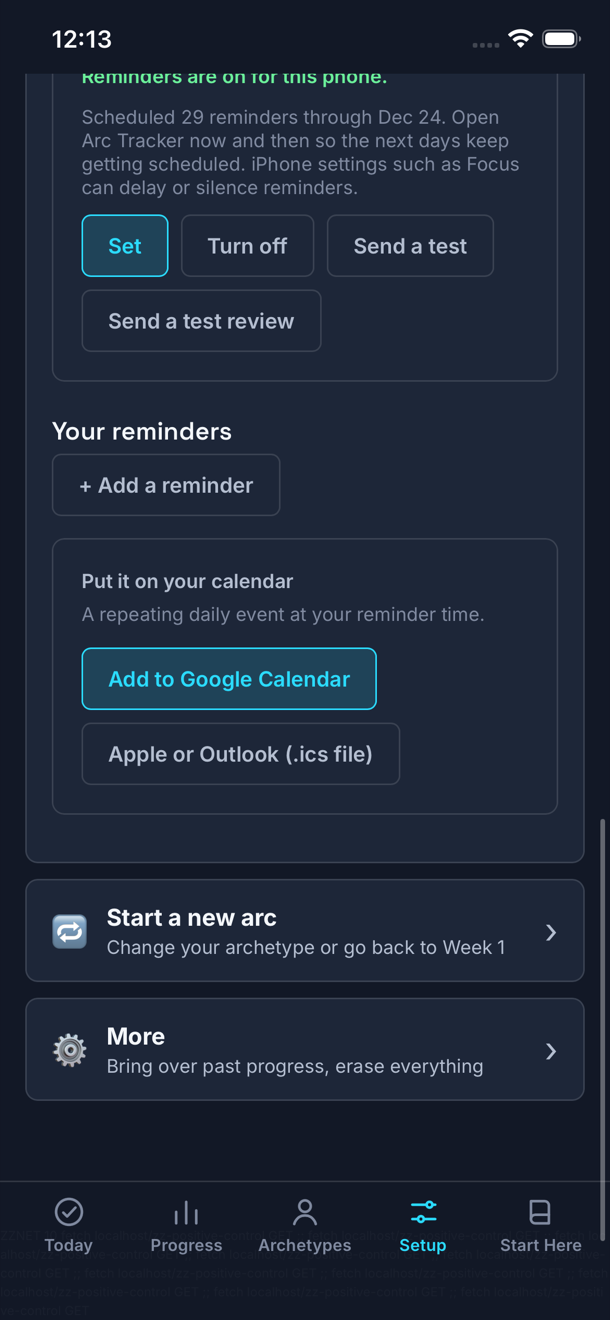 12:13
Reminders are on for this phone.
Scheduled 29 reminders through Dec 24. Open
Arc Tracker now and then so the next days keep
getting scheduled. iPhone settings such as Focus
can delay or silence reminders.
Set
Turn off
Send a test
Send a test review
Your reminders
+ Add a reminder
Put it on your calendar
A repeating daily event at your reminder time.
Add to Google Calendar
Apple or Outlook (.ics file)
Start a new arc
Change your archetype or go back to Week 1
More
Bring over past progress, erase everything
Today
Progress
Archetypes
Setup
Start Here